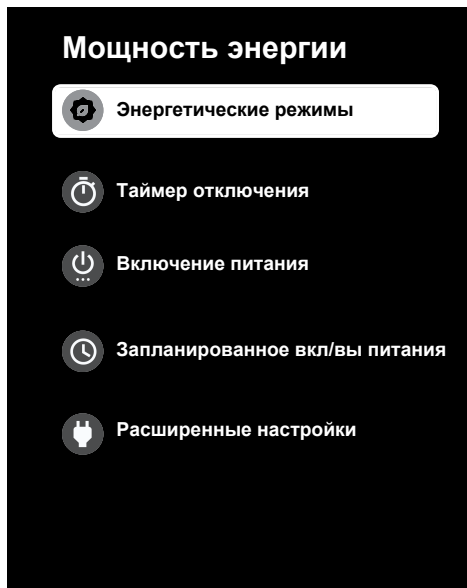 Мощность энергии
Энергетические режимы
Таймер отключения
Включение питания
Запланированное вкл/вы питания
Расширенные настройки